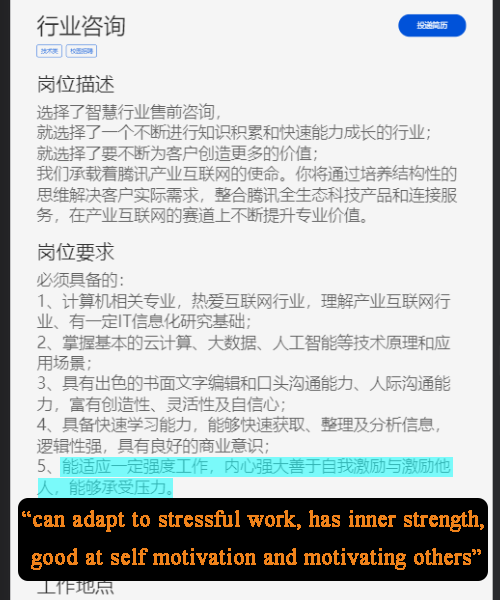 行业咨询
投递简历
技术类 校园招聘
岗位描述
选择了智慧行业售前咨询，
就选择了一个不断进行知识积累和快速能力成长的行业；
就选择了要不断为客户创造更多的价值；
我们承载着腾讯产业互联网的使命。你将通过培养结构性的
思维解决客户实际需求，整合腾讯全生态科技产品和连接服
务，在产业互联网的赛道上不断提升专业价值。
岗位要求
必须具备的：
1、计算机相关专业，热爱互联网行业，理解产业互联网行
业、有一定IT信息化研究基础；
2、掌握基本的云计算、大数据、人工智能等技术原理和应
用场景；
3、具有出色的书面文字编辑和口头沟通能力、人际沟通能
力，富有创造性、灵活性及自信心；
4、具备快速学习能力，能够快速获取、整理及分析信息，
逻辑性强，具有良好的商业意识；
5、能适应一定强度工作，内心强大善于自我激励与激励他
人，能够承受压力。
“can adapt to stressful work, has inner strength,
good at self motivation and motivating others”
工作地点